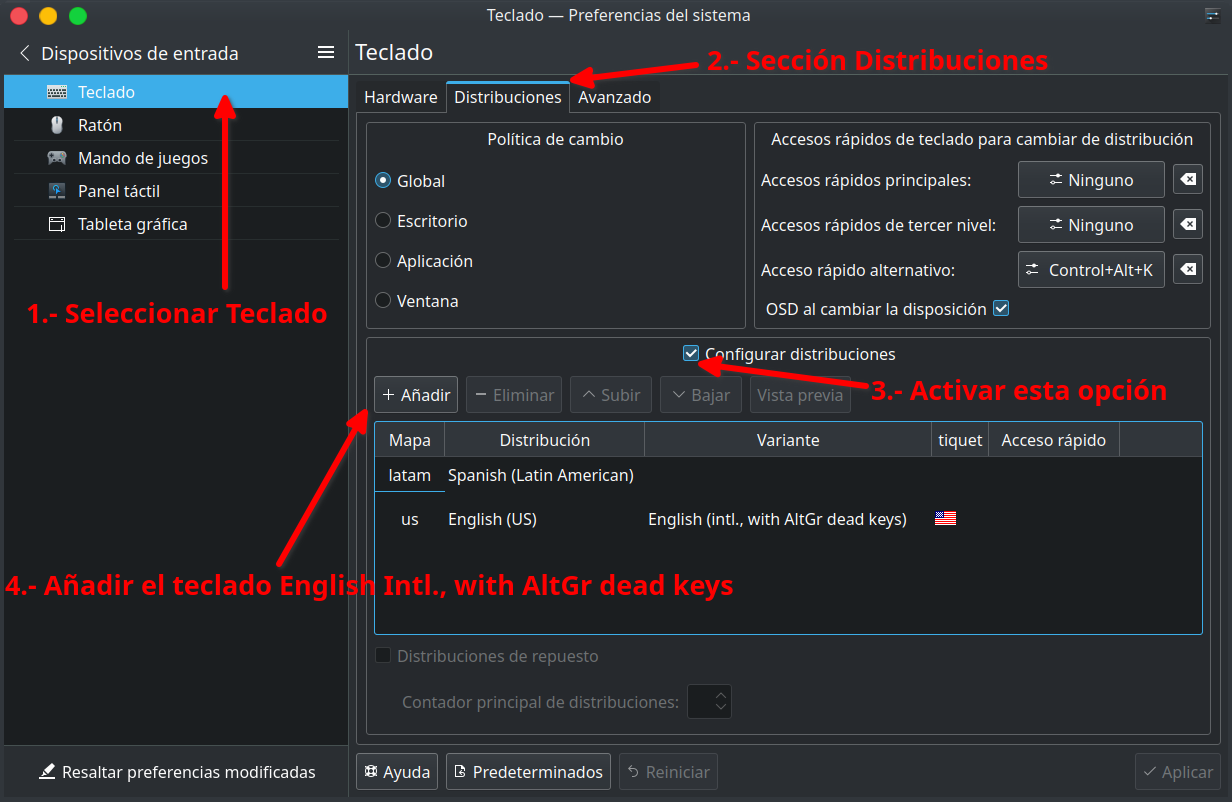 Teclado — Preferencias del sistema
Dispositivos de entrada
Teclado
Ratón
Mando de juegos
Panel táctil
Tableta gráfica
1.- Seleccionar Teclado
Resaltar preferencias modificadas
Teclado
2.- Sección Distribuciones
Hardware Distribuciones Avanzado
Política de cambio
Global
Escritorio
Aplicación
Ventana
Accesos rápidos de teclado para cambiar de distribución
Accesos rápidos principales: Ninguno
Accesos rápidos de tercer nivel: Ninguno
Acceso rápido alternativo: Control+Alt+K
OSD al cambiar la disposición
Configurar distribuciones
3.- Activar esta opción
Añadir Eliminar Subir Bajar Vista previa
Mapa Distribución Variante tiquet Acceso rápido
latam Spanish (Latin American)
us English (US) English (intl., with AltGr dead keys)
4.- Añadir el teclado English Intl., with AltGr dead keys
Distribuciones de repuesto
Contador principal de distribuciones:
Ayuda Predeterminados Reiniciar Aplicar